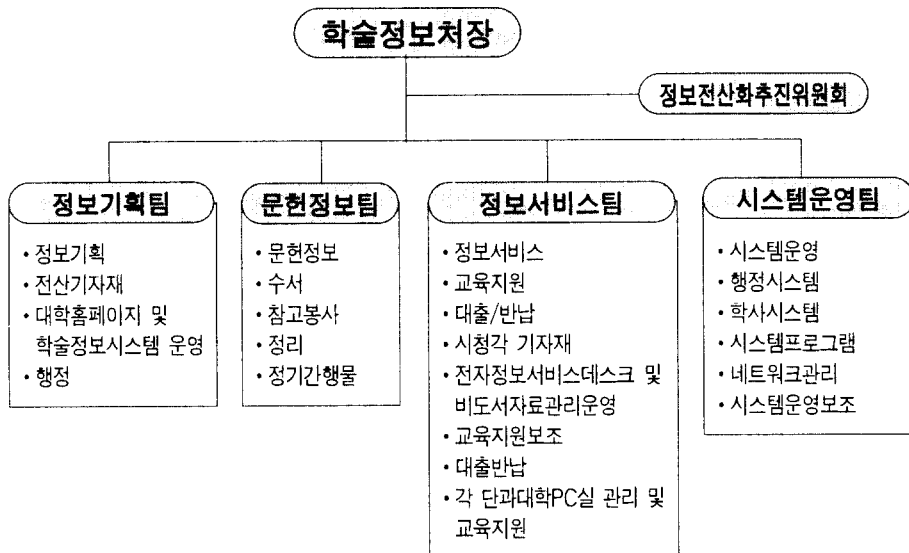 학술정보처장
정보전산화추진위원회
정보기획팀
• 정보기획
• 전산기자재
• 대학홈페이지 및
학술정보시스템 운영
• 행정
문헌정보팀
• 문헌정보
• 수서
• 참고봉사
• 정리
• 정기간행물
정보서비스팀
• 정보서비스
• 교육지원
• 대출/반납
• 시청각 기자재
• 전자정보서비스데스크 및
비도서자료관리운영
• 교육지원보조
• 대출반납
• 각 단과대학PC실 관리 및
교육지원
시스템운영팀
• 시스템운영
• 행정시스템
• 학사시스템
• 시스템프로그램
• 네트워크관리
• 시스템운영보조